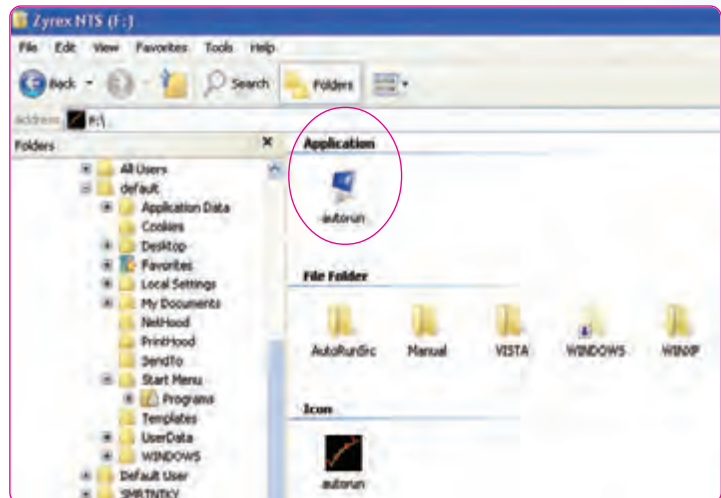 Zyrex NTS (F:)
File Edit View Favorites Tools Help
Back Search Folders
Address F:\
Folders
All Users
default
Application Data
Cookies
Desktop
Favorites
Local Settings
My Documents
NetHood
PrintHood
SendTo
Start Menu
Programs
Templates
UserData
WINDOWS
Default User
Application
autorun
File Folder
AutoRunSrc Manual VISTA WINDOWS WINXP
Icon
autorun